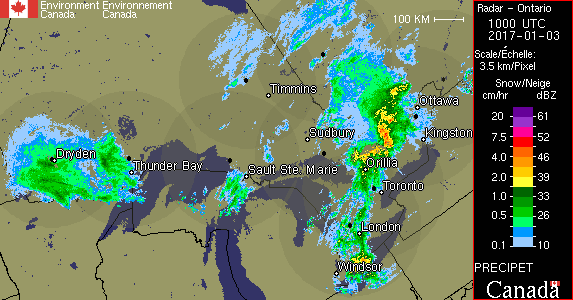 Environment Environnement
Canada Canada
100 KM
Timmins
Ottawa
Sudbury
Kingston
Dryden
Thunder Bay
Sault Ste. Marie
Orillia
Toronto
London
Windsor
Radar - Ontario
1000 UTC
2017-01-03
Scale/Échelle:
3.5 km/Pixel
Snow/Neige
cm/hr dBZ
20 61
7.5 52
4.0 46
2.0 39
1.0 33
0.5 26
0.1 10
PRECIPET
Canada